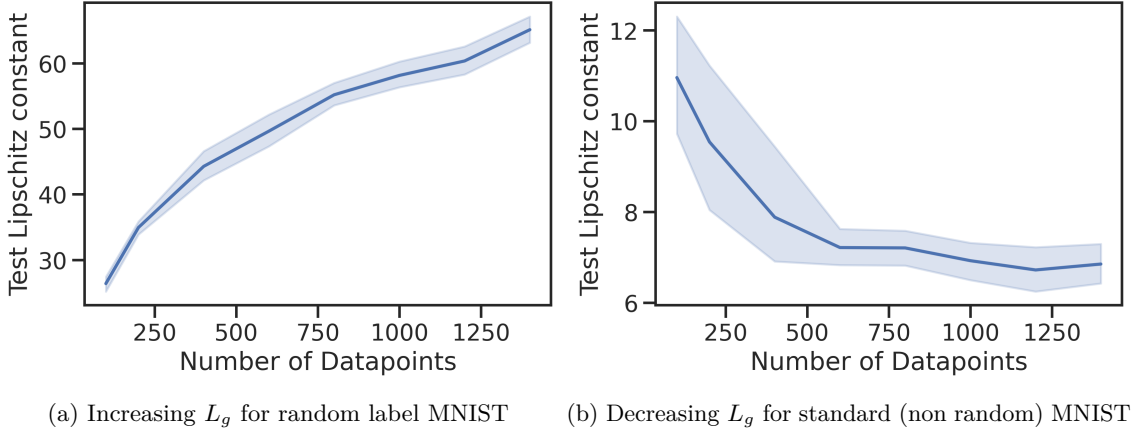 Test Lipschitz constant
60
50
40
30
250 500 750 1000 1250
Number of Datapoints
(a) Increasing L_g for random label MNIST
Test Lipschitz constant
12
10
8
6
250 500 750 1000 1250
Number of Datapoints
(b) Decreasing L_g for standard (non random) MNIST